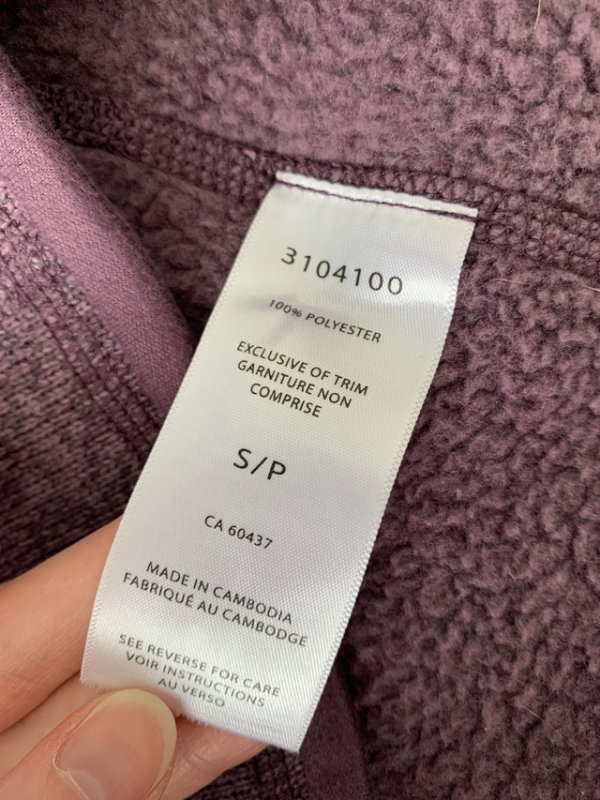 3104100
100% POLYESTER
EXCLUSIVE OF TRIM
GARNITURE NON
COMPRISE
S/P
CA 60437
MADE IN CAMBODIA
FABRIQUÉ AU CAMBODGE
SEE REVERSE FOR CARE
VOIR INSTRUCTIONS
AU VERSO